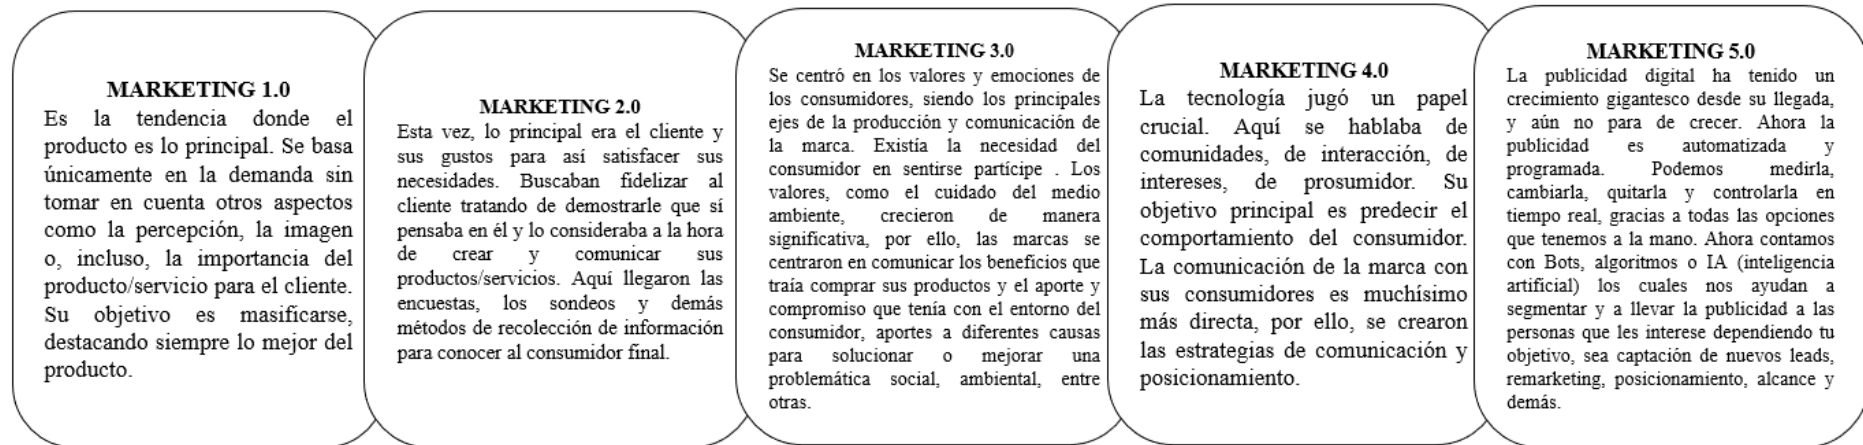 MARKETING 1.0
Es la tendencia donde el
producto es lo principal. Se basa
únicamente en la demanda sin
tomar en cuenta otros aspectos
como la percepción, la imagen
o, incluso, la importancia del
producto/servicio para el cliente.
Su objetivo es masificarse,
destacando siempre lo mejor del
producto.
MARKETING 2.0
Esta vez, lo principal era el cliente y
sus gustos para así satisfacer sus
necesidades. Buscaban fidelizar al
cliente tratando de demostrarle que sí
pensaba en él y lo consideraba a la hora
de crear y comunicar sus
productos/servicios. Aquí llegaron las
encuestas, los sondeos y demás
métodos de recolección de información
para conocer al consumidor final.
MARKETING 3.0
Se centró en los valores y emociones de
los consumidores, siendo los principales
ejes de la producción y comunicación de
la marca. Existía la necesidad del
consumidor en sentirse partícipe . Los
valores, como el cuidado del medio
ambiente, crecieron de manera
significativa, por ello, las marcas se
centraron en comunicar los beneficios que
traía comprar sus productos y el aporte y
compromiso que tenía con el entorno del
consumidor, aportes a diferentes causas
para solucionar o mejorar una
problemática social, ambiental, entre
otras.
MARKETING 4.0
La tecnología jugó un papel
crucial. Aquí se hablaba de
comunidades, de interacción, de
intereses, de prosumidor. Su
objetivo principal es predecir el
comportamiento del consumidor.
La comunicación de la marca con
sus consumidores es muchísimo
más directa, por ello, se crearon
las estrategias de comunicación y
posicionamiento.
MARKETING 5.0
La publicidad digital ha tenido un
crecimiento gigantesco desde su llegada,
y aún no para de crecer. Ahora la
publicidad es automatizada y
programada. Podemos medirla,
cambiarla, quitarla y controlarla en
tiempo real, gracias a todas las opciones
que tenemos a la mano. Ahora contamos
con Bots, algoritmos o IA (inteligencia
artificial) los cuales nos ayudan a
segmentar y a llevar la publicidad a las
personas que les interese dependiendo tu
objetivo, sea captación de nuevos leads,
remarketing, posicionamiento, alcance y
demás.